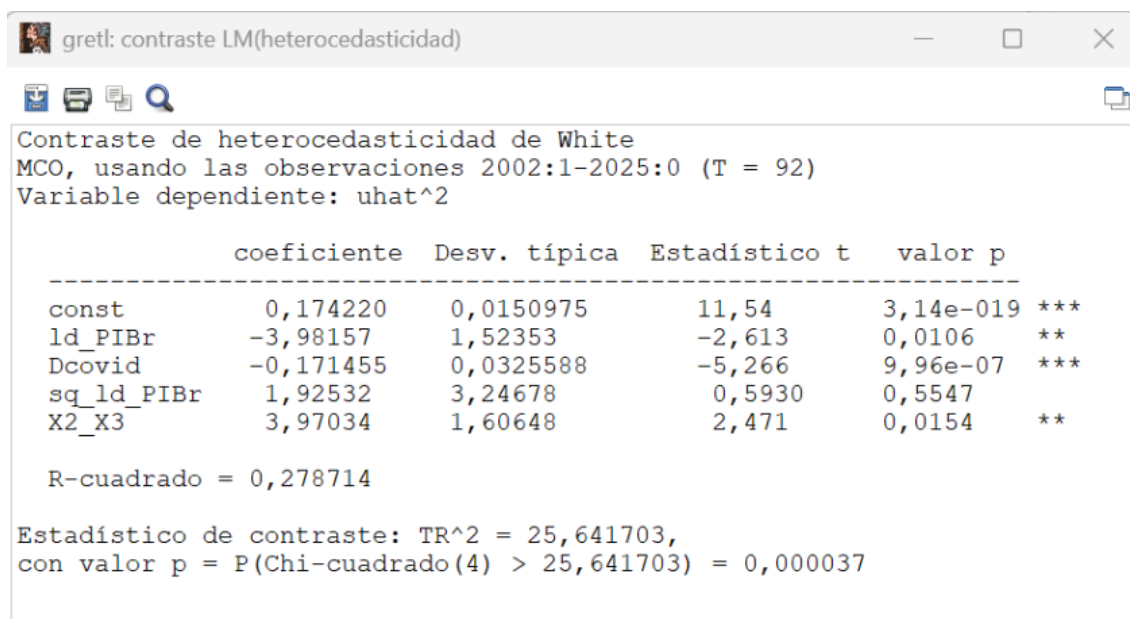 gretl: contraste LM(heterocedasticidad)
Contraste de heterocedasticidad de White
MCO, usando las observaciones 2002:1-2025:0 (T = 92)
Variable dependiente: uhat^2
coeficiente Desv. típica Estadístico t valor p
---------------------------------------------------------------
const 0,174220 0,0150975 11,54 3,14e-019 ***
ld_PIBr −3,98157 1,52353 −2,613 0,0106 **
Dcovid −0,171455 0,0325588 −5,266 9,96e-07 ***
sq_ld_PIBr 1,92532 3,24678 0,5930 0,5547
X2_X3 3,97034 1,60648 2,471 0,0154 **
R-cuadrado = 0,278714
Estadístico de contraste: TR^2 = 25,641703,
con valor p = P(Chi-cuadrado(4) > 25,641703) = 0,000037